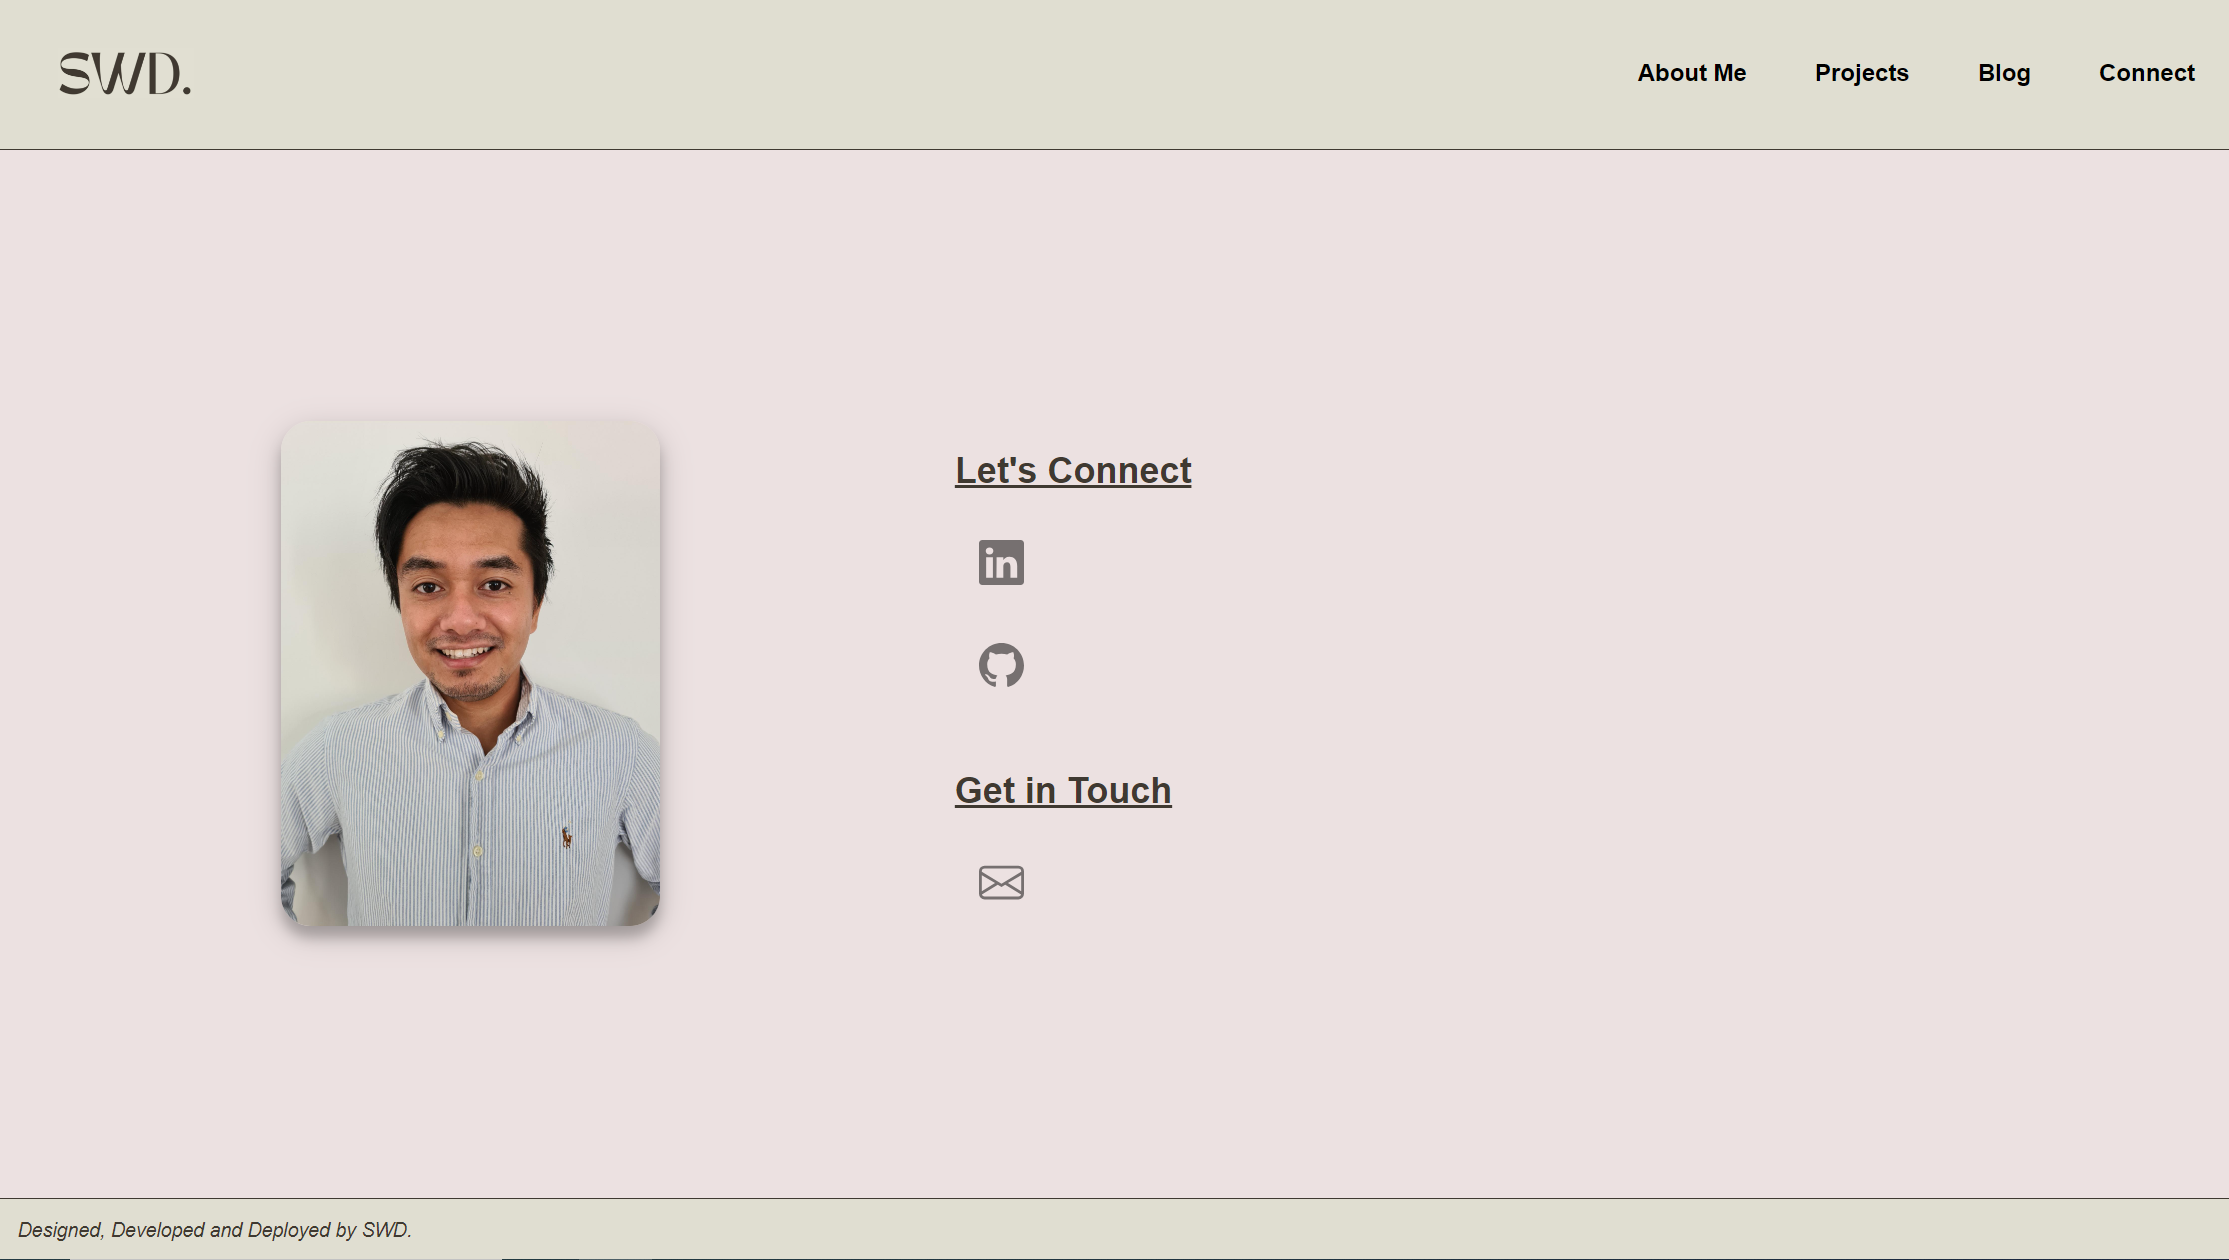 SWD.
About Me Projects Blog Connect
Let's Connect
in
Get in Touch
Designed, Developed and Deployed by SWD.